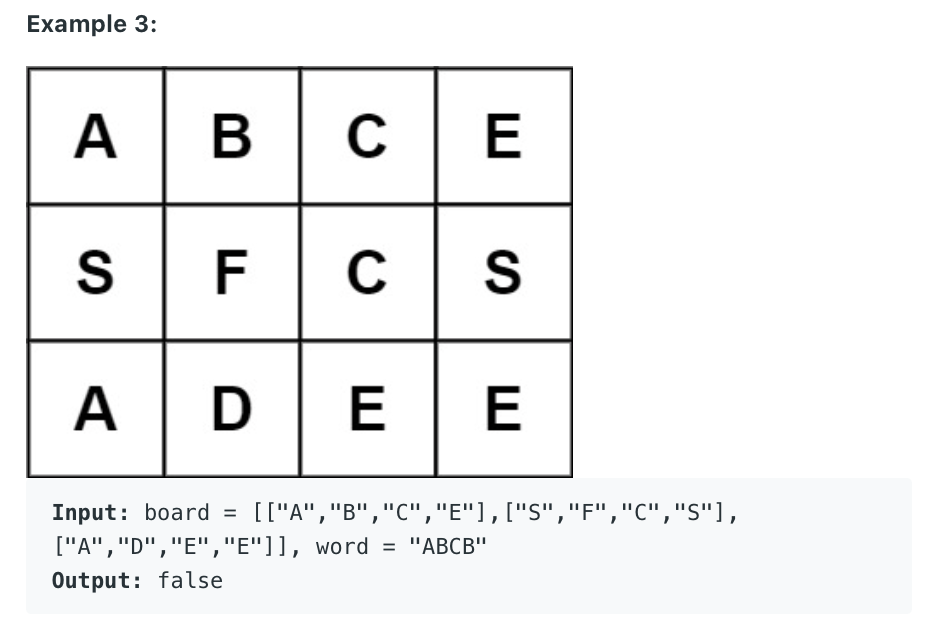 Example 3:
A B C E
S F C S
A D E E
Input: board = [["A","B","C","E"],["S","F","C","S"],
["A","D","E","E"]], word = "ABCB"
Output: false